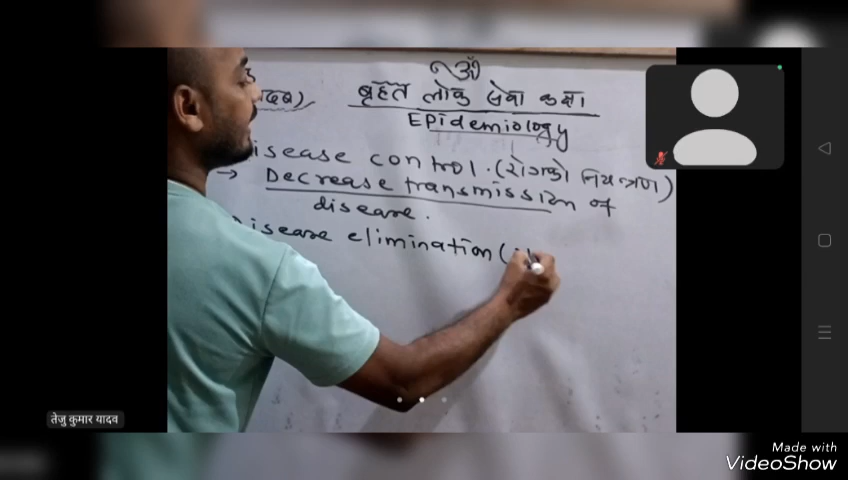 ॐ
बृहत लोक सेवा कक्षा
EPidemiology
isease control. (रोगको नियन्त्रण)
→ Decrease transmission of
disease.
isease elimination (
तेजु कुमार यादव
Made with
VideoShow